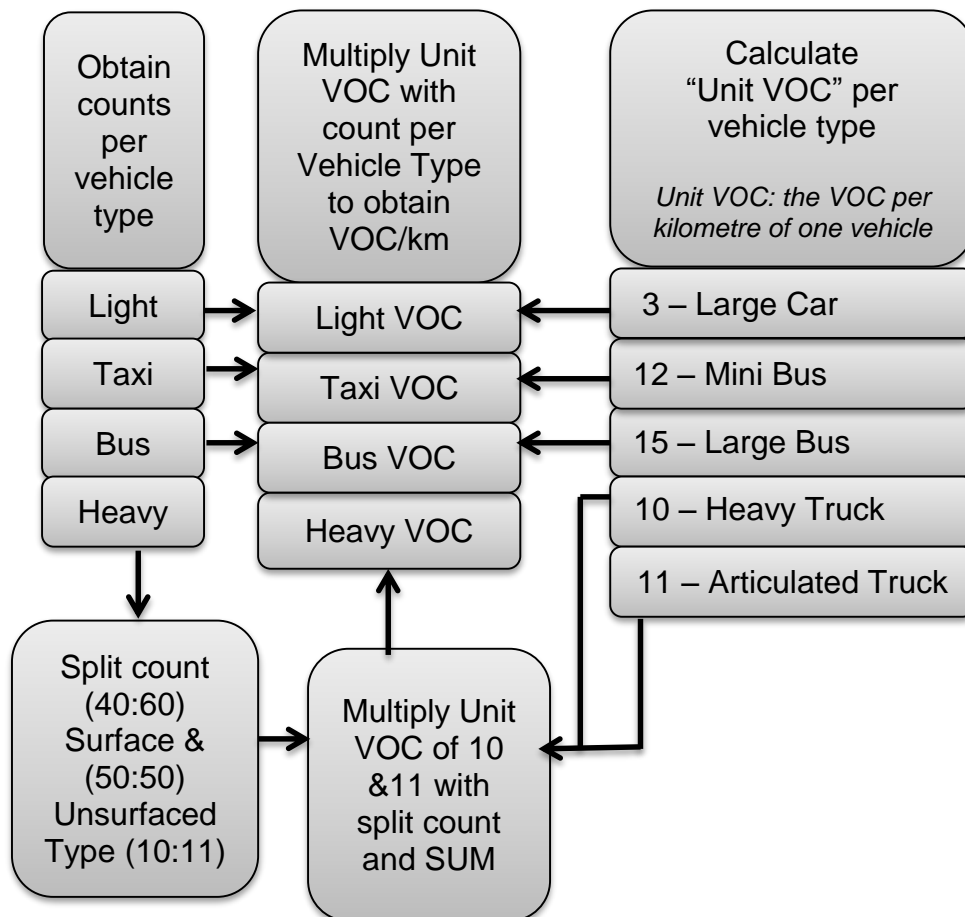 Obtain
counts
per
vehicle
type
Light
Taxi
Bus
Heavy
Split count
(40:60)
Surface &
(50:50)
Unsurfaced
Type (10:11)
Multiply Unit
VOC with
count per
Vehicle Type
to obtain
VOC/km
Light VOC
Taxi VOC
Bus VOC
Heavy VOC
Multiply Unit
VOC of 10
&11 with
split count
and SUM
Calculate
“Unit VOC” per
vehicle type
Unit VOC: the VOC per
kilometre of one vehicle
3 – Large Car
12 – Mini Bus
15 – Large Bus
10 – Heavy Truck
11 – Articulated Truck